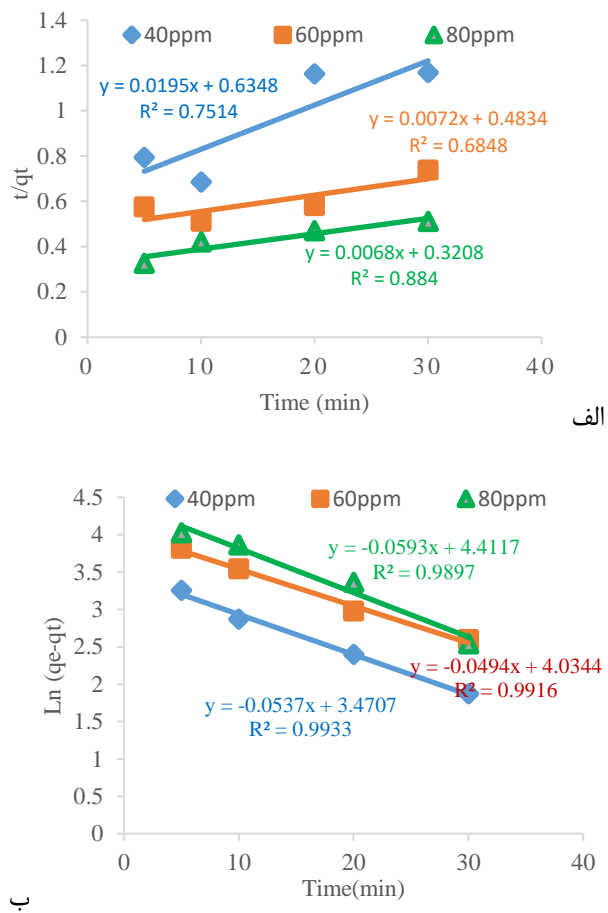 1.4
40ppm 60ppm 80ppm
1.2
y = 0.0195x + 0.6348
R² = 0.7514
1
y = 0.0072x + 0.4834
R² = 0.6848
0.8
t/qt
0.6
0.4
y = 0.0068x + 0.3208
R² = 0.884
0.2
0
0 10 20 30 40
Time (min)
الف
4.5
40ppm 60ppm 80ppm
4
y = -0.0593x + 4.4117
R² = 0.9897
3.5
3
2.5
Ln (qe-qt)
2
y = -0.0494x + 4.0344
R² = 0.9916
y = -0.0537x + 3.4707
R² = 0.9933
1.5
1
0.5
0
0 10 20 30 40
Time(min)
ب